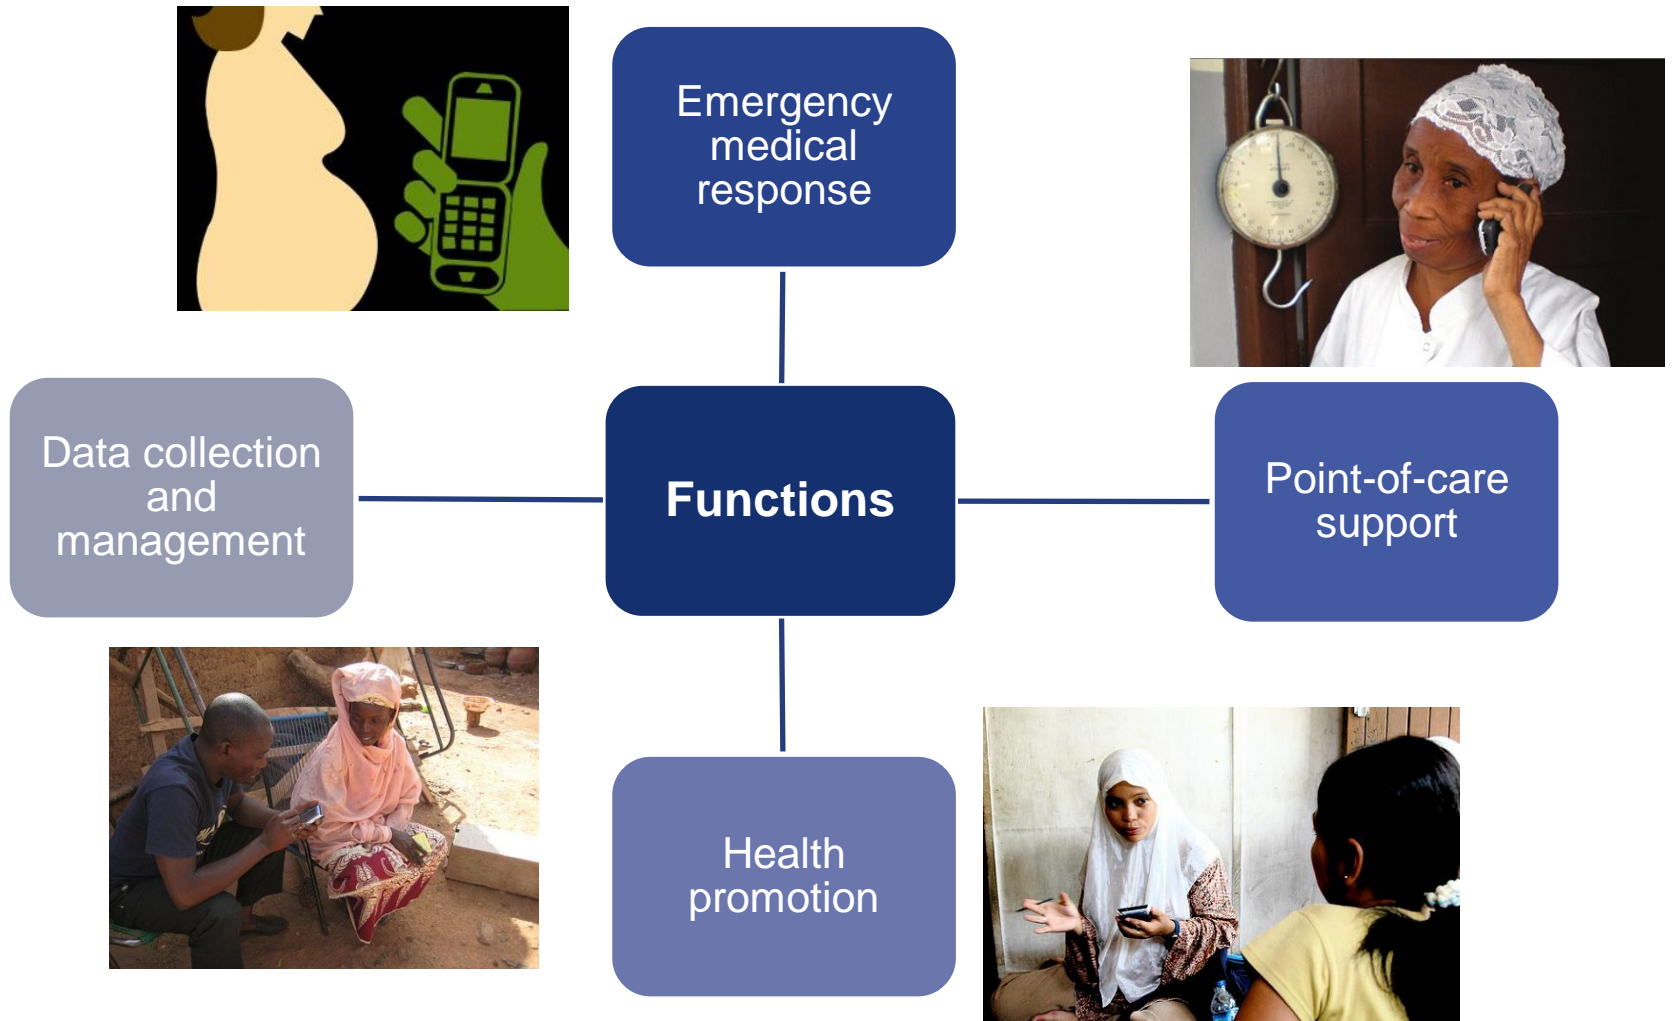 Emergency
medical
response
Data collection
and
management
Functions
Point-of-care
support
Health
promotion